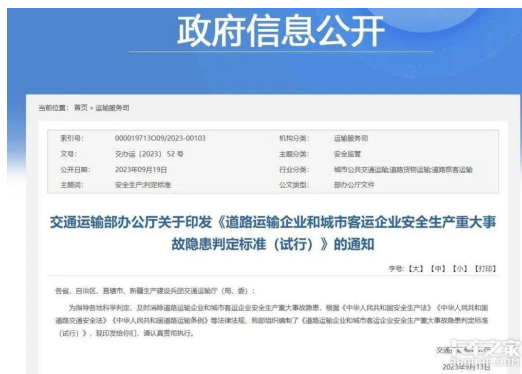 政府信息公开
当前位置： 首页 > 运输服务司
索引号： 000019713O09/2023-00103 机构分类： 运输服务司
文号： 交办运〔2023〕52号 主题分类： 安全监管
公开日期： 2023年09月19日 行业分类： 城市公共交通运输;道路货物运输;道路旅客运输
主题词： 安全生产;判定标准 公文类型： 部办公厅文件
交通运输部办公厅关于印发《道路运输企业和城市客运企业安全生产重大事
故隐患判定标准（试行）》的通知
字号:【大】【中】【小】【打印】
各省、自治区、直辖市、新疆生产建设兵团交通运输厅（局、委）：
为指导各地科学判定、及时消除道路运输企业和城市客运企业安全生产重大事故隐患，根据《中华人民共和国安全生产法》《中华人民共和国
道路交通安全法》《中华人民共和国道路运输条例》等法律法规，我部组织编制了《道路运输企业和城市客运企业安全生产重大事故隐患判定标准
（试行）》，现印发给你们，请认真贯彻执行。
交通
2023年9月13日